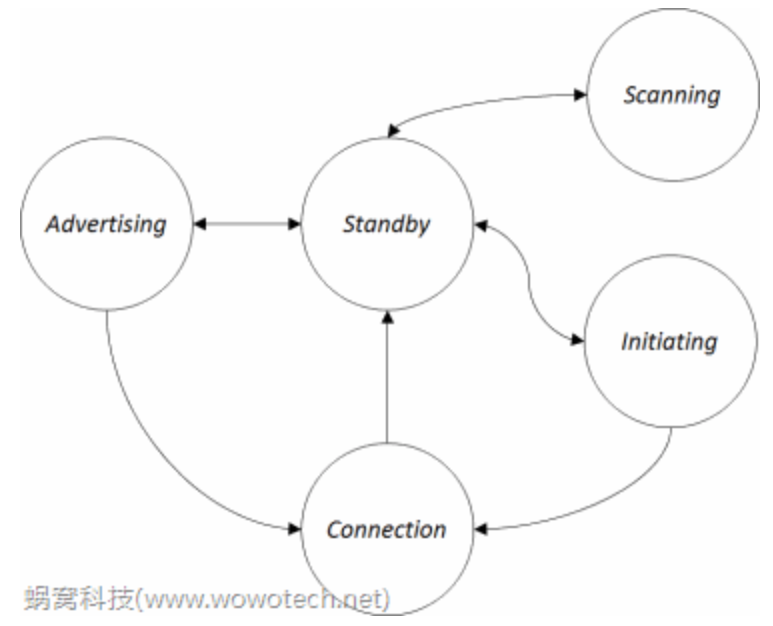 Scanning
Advertising
Standby
Initiating
Connection
蜗窝科技(www.wowotech.net)